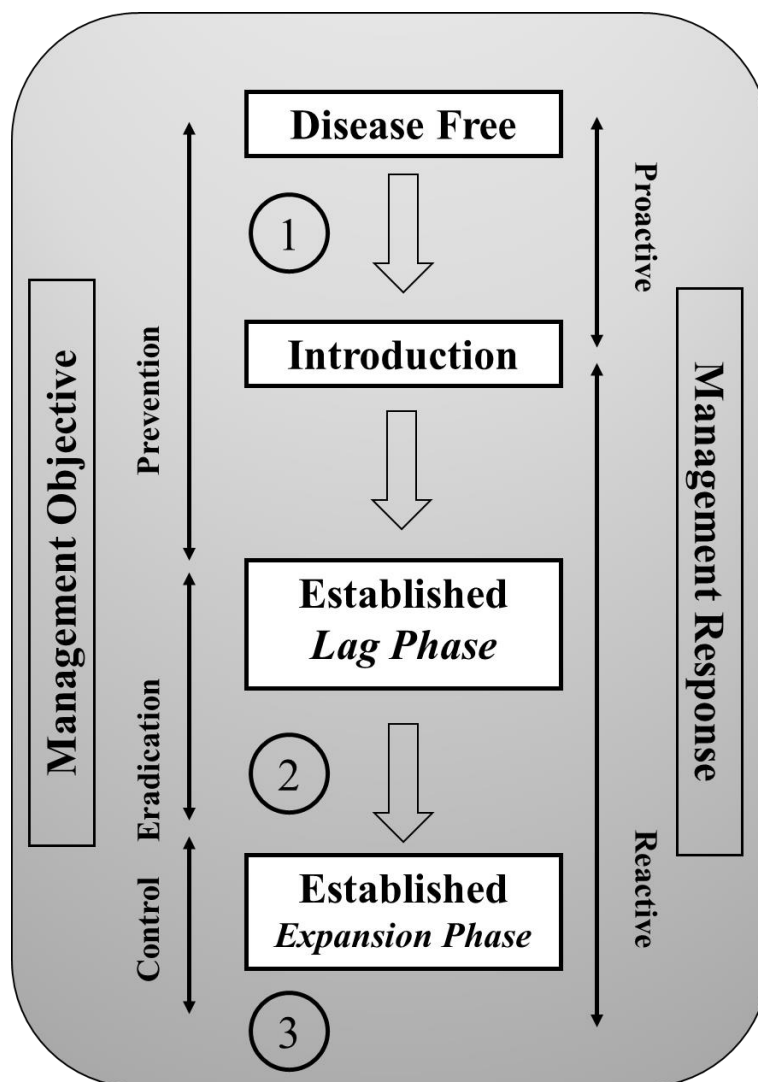 Disease Free
1
Introduction
Established
Lag Phase
2
Established
Expansion Phase
3
Management Objective
Prevention
Eradication
Control
Proactive
Reactive
Management Response